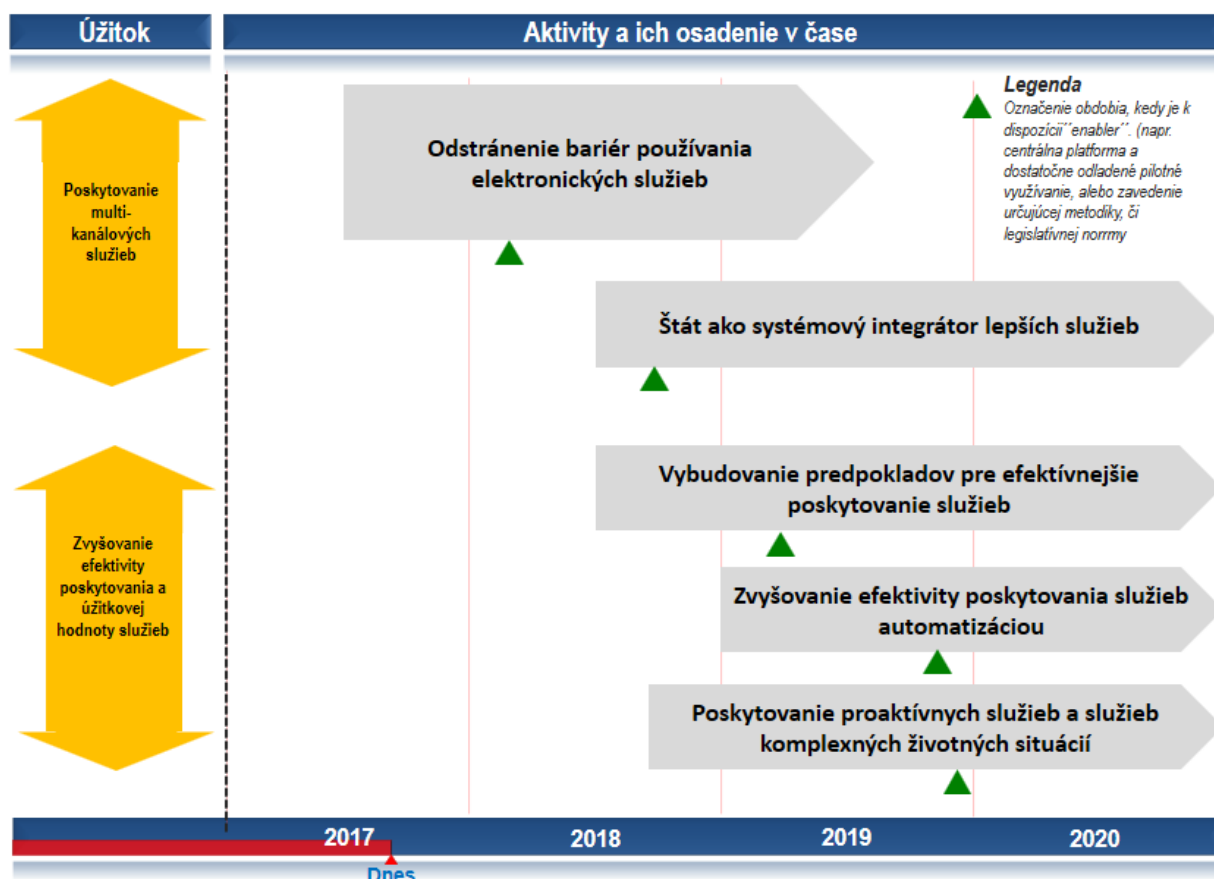 Úžitok
Aktivity a ich osadenie v čase
Poskytovanie
multi-
kanálových
služieb
Odstránenie bariér používania
elektronických služieb
Legenda
Označenie obdobia, kedy je k
dispozícií´´enabler´´. (napr.
centrálna platforma a
dostatočne odladené pilotné
využívanie, alebo zavedenie
určujúcej metodiky, či
legislatívnej norrmy
Štát ako systémový integrátor lepších služieb
Zvyšovanie
efektivity
poskytovania a
úžitkovej
hodnoty služieb
Vybudovanie predpokladov pre efektívnejšie
poskytovanie služieb
Zvyšovanie efektivity poskytovania služieb
automatizáciou
Poskytovanie proaktívnych služieb a služieb
komplexných životných situácií
2017
2018
2019
2020
Dnes